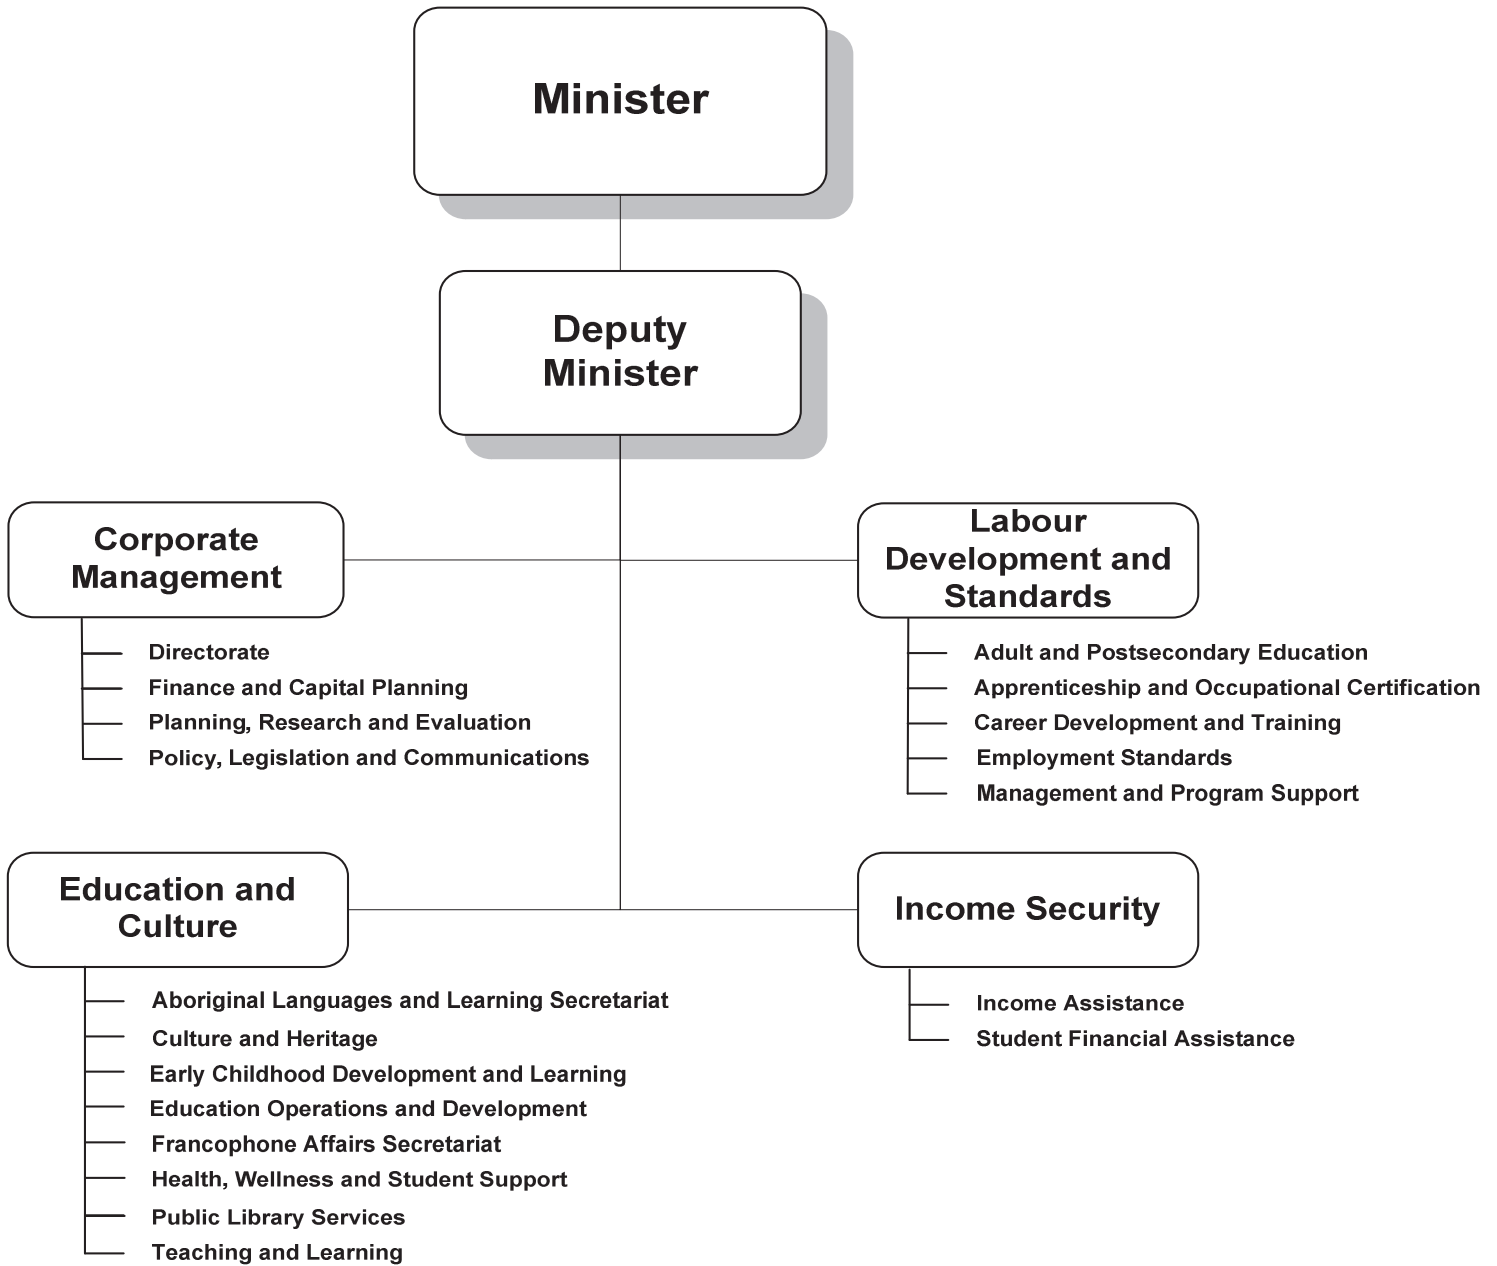 Minister
Deputy
Minister
Corporate
Management
Directorate
Finance and Capital Planning
Planning, Research and Evaluation
Policy, Legislation and Communications
Labour
Development and
Standards
Adult and Postsecondary Education
Apprenticeship and Occupational Certification
Career Development and Training
Employment Standards
Management and Program Support
Education and
Culture
Aboriginal Languages and Learning Secretariat
Culture and Heritage
Early Childhood Development and Learning
Education Operations and Development
Francophone Affairs Secretariat
Health, Wellness and Student Support
Public Library Services
Teaching and Learning
Income Security
Income Assistance
Student Financial Assistance